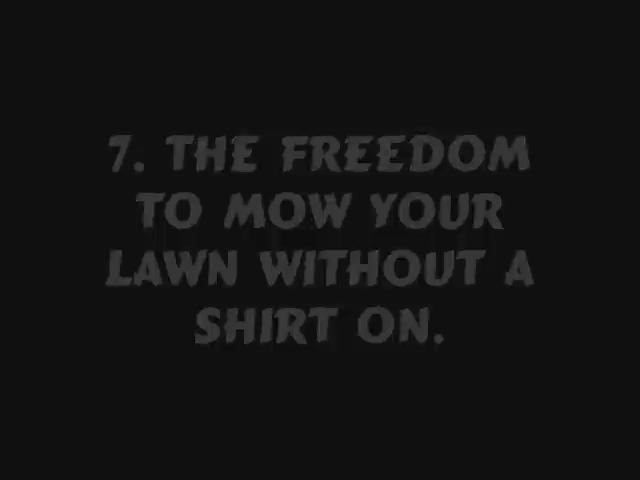 7. THE FREEDOM
TO MOW YOUR
LAWN WITHOUT A
SHIRT ON.